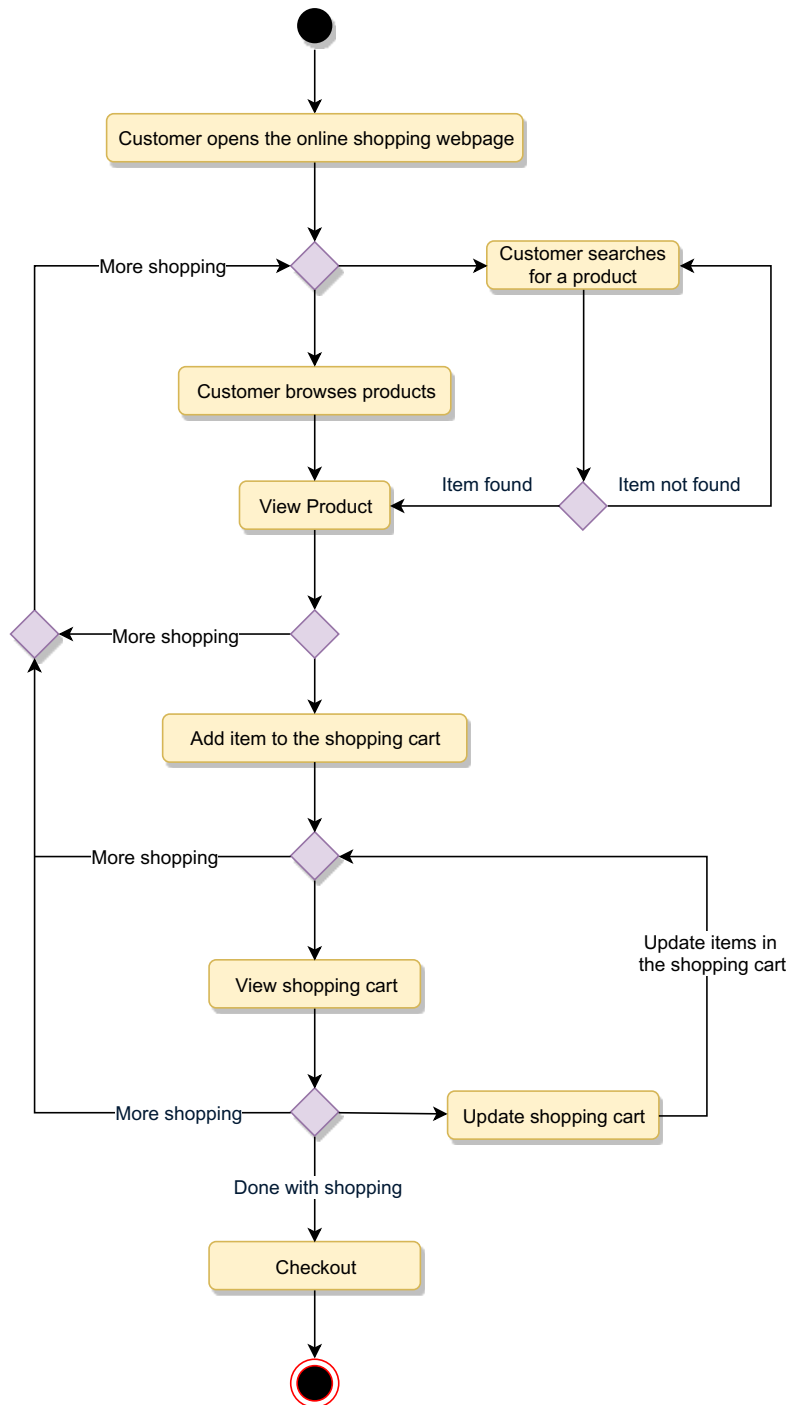 Customer opens the online shopping webpage
More shopping
Customer searches
for a product
Customer browses products
Item found
Item not found
View Product
More shopping
Add item to the shopping cart
More shopping
Update items in
the shopping cart
View shopping cart
More shopping
Update shopping cart
Done with shopping
Checkout